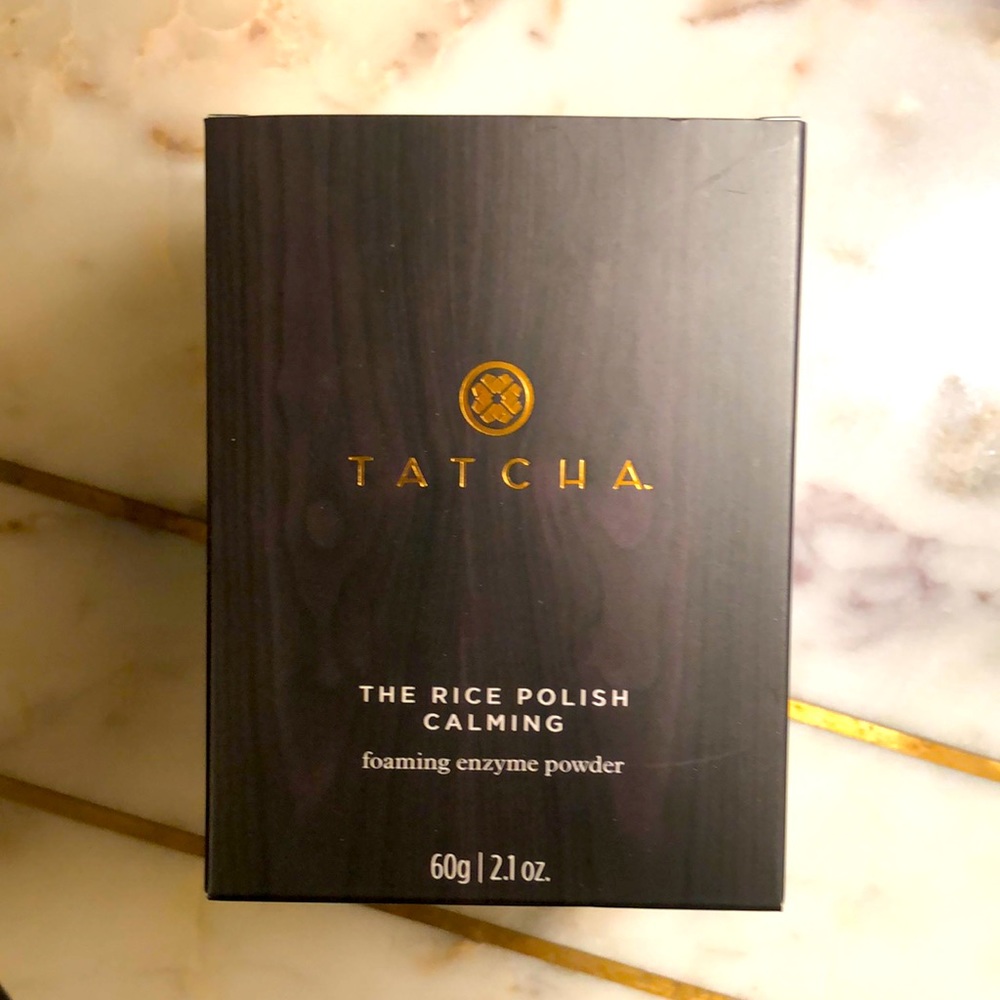 TATCHA.
THE RICE POLISH
CALMING
foaming enzyme powder
60g | 2.1 oz.